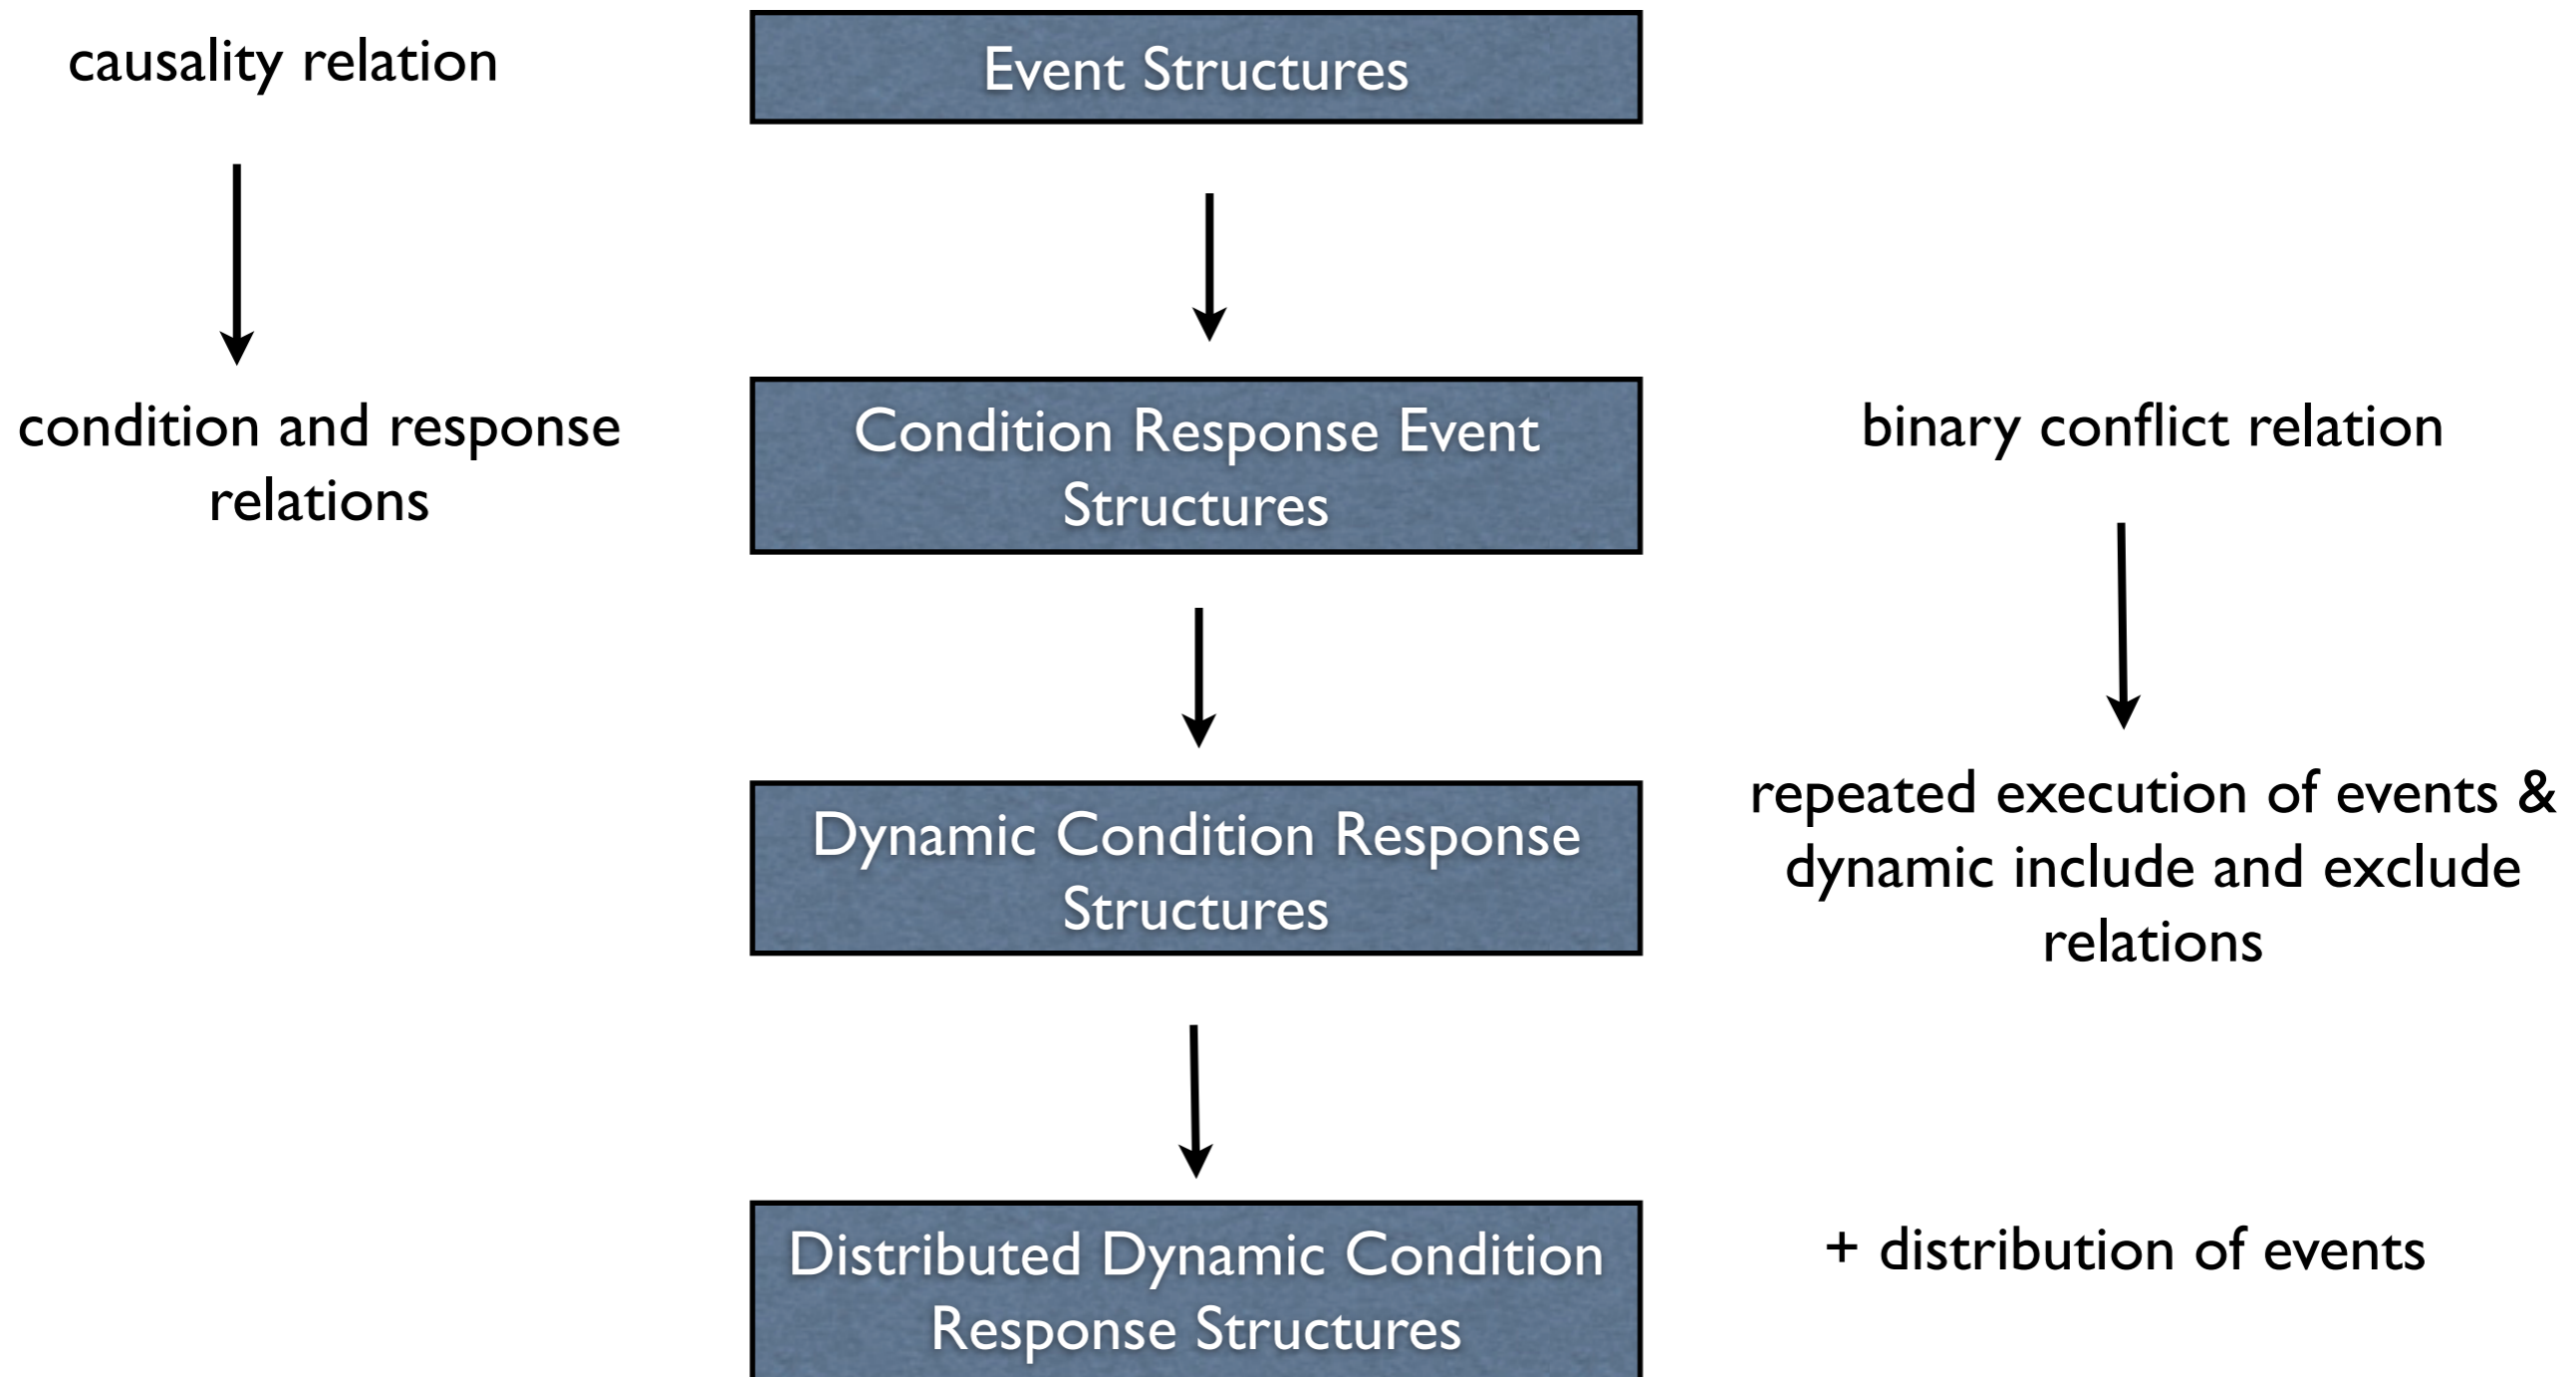 causality relation
Event Structures
condition and response
relations
Condition Response Event
Structures
binary conflict relation
Dynamic Condition Response
Structures
repeated execution of events &
dynamic include and exclude
relations
Distributed Dynamic Condition
Response Structures
+ distribution of events